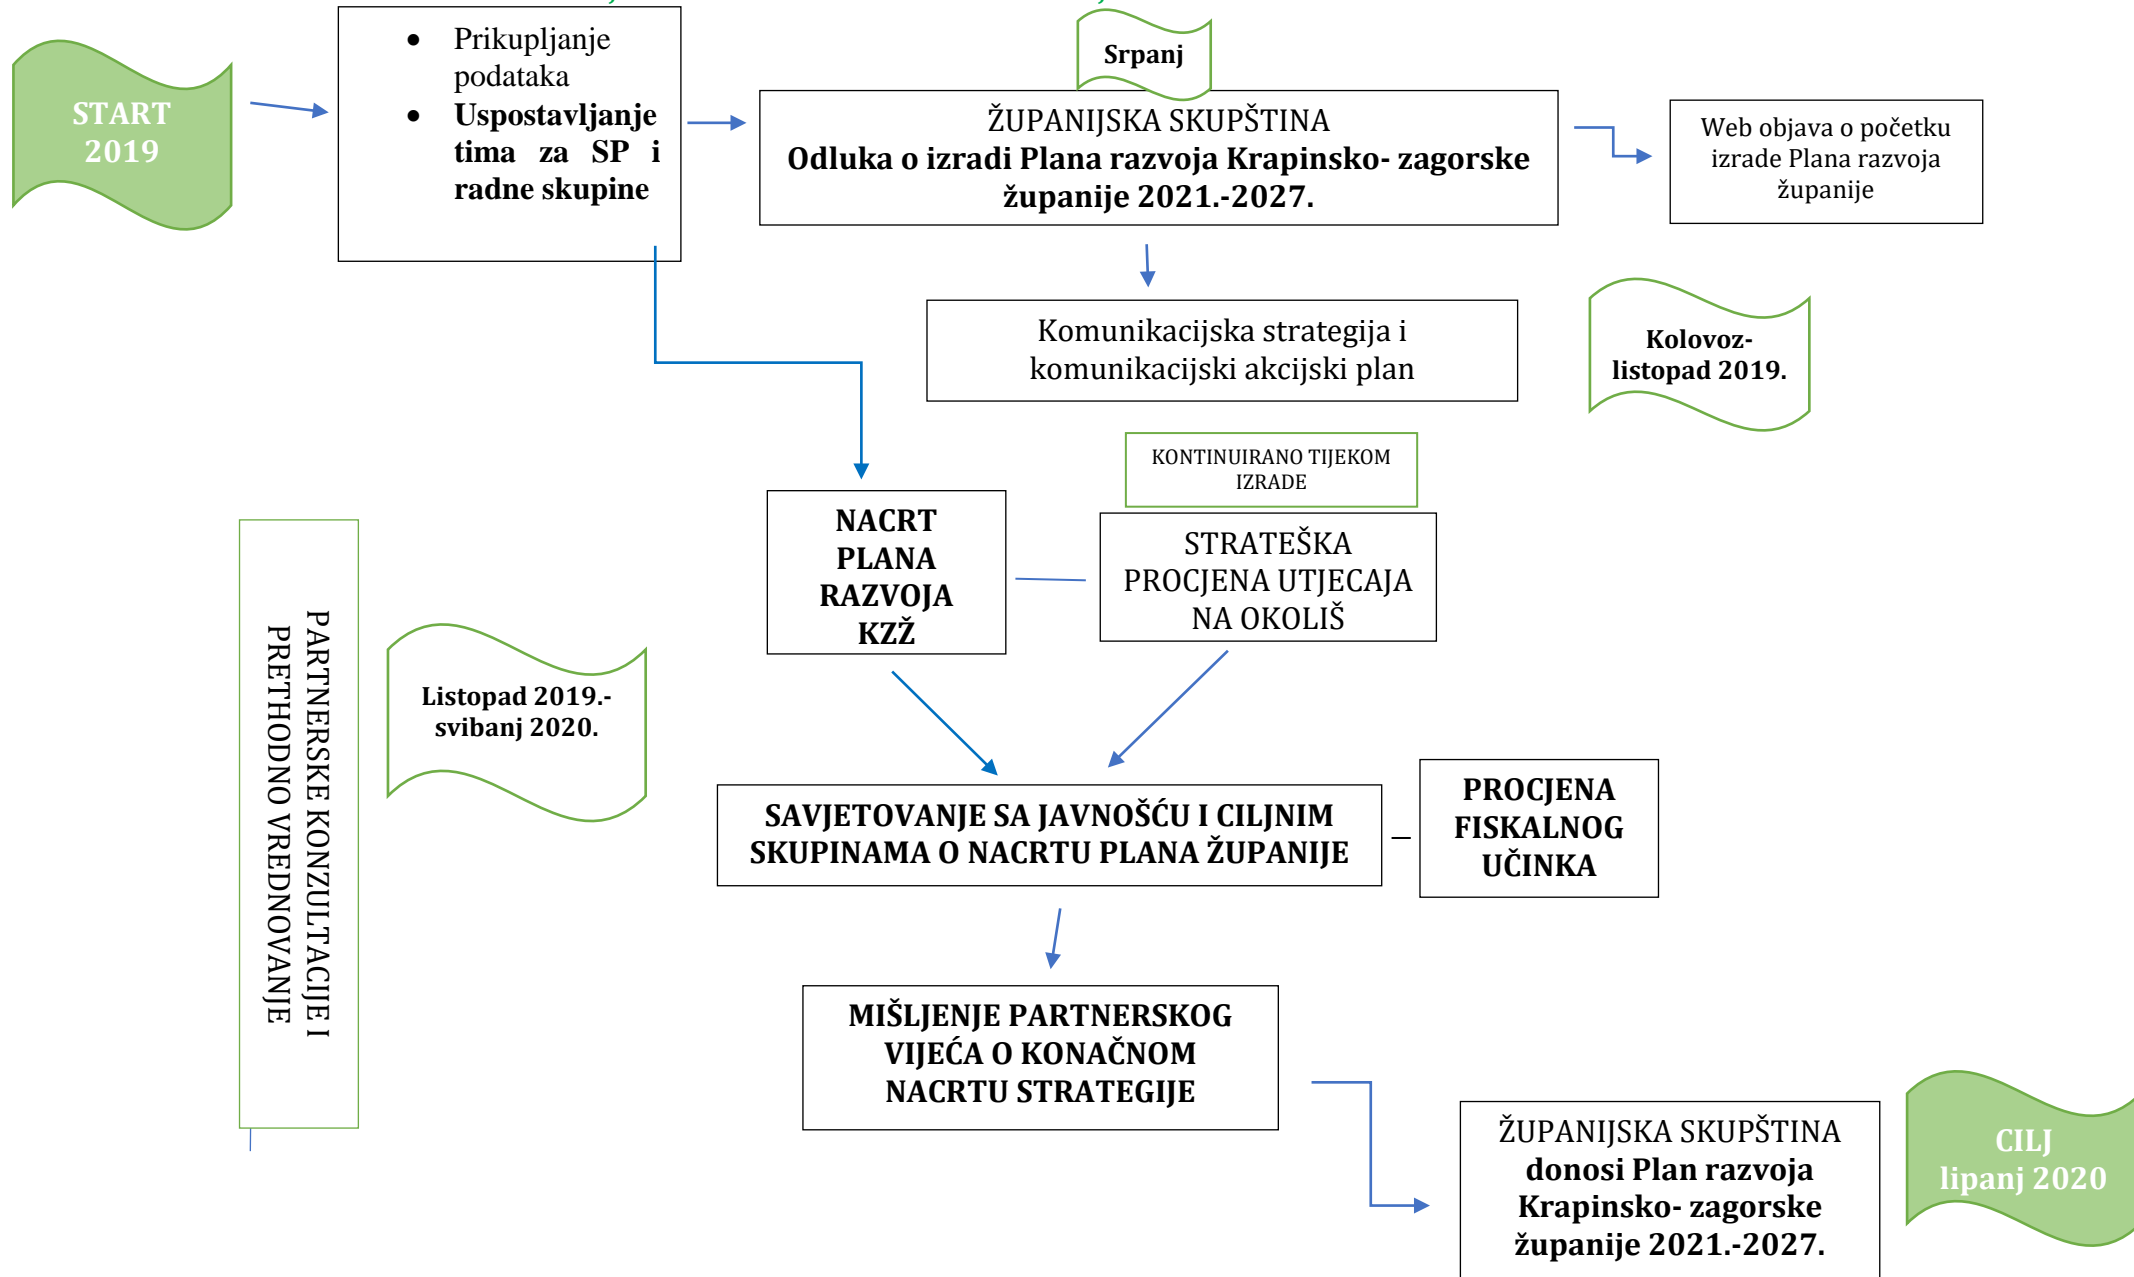 START
2019
Prikupljanje
podataka
Uspostavljanje
tima za SP i
radne skupine
Srpanj
ŽUPANIJSKA SKUPŠTINA
Odluka o izradi Plana razvoja Krapinsko- zagorske
županije 2021.-2027.
Web objava o početku
izrade Plana razvoja
županije
Komunikacijska strategija i
komunikacijski akcijski plan
Kolovoz-
listopad 2019.
KONTINUIRANO TIJEKOM
IZRADE
NACRT
PLANA
RAZVOJA
KZŽ
STRATEŠKA
PROCJENA UTJECAJA
NA OKOLIŠ
PARTNERSKE KONZULTACIJE I
PRETHODNO VREDNOVANJE
Listopad 2019.-
svibanj 2020.
SAVJETOVANJE SA JAVNOŠĆU I CILJNIM
SKUPINAMA O NACRTU PLANA ŽUPANIJE
PROCJENA
FISKALNOG
UČINKA
MIŠLJENJE PARTNERSKOG
VIJEĆA O KONAČNOM
NACRTU STRATEGIJE
ŽUPANIJSKA SKUPŠTINA
donosi Plan razvoja
Krapinsko- zagorske
županije 2021.-2027.
CILJ
lipanj 2020